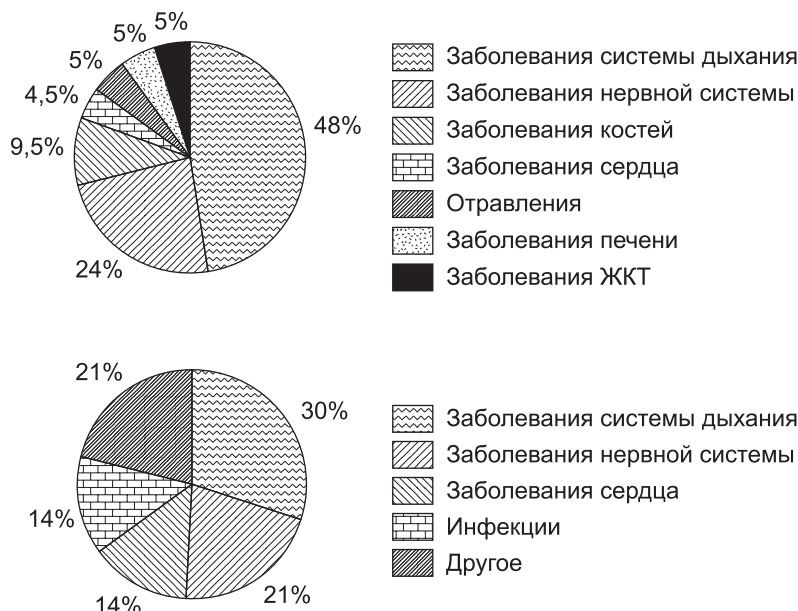 5%
5%
5%
4,5%
9,5%
24%
48%
Заболевания системы дыхания
Заболевания нервной системы
Заболевания костей
Заболевания сердца
Отравления
Заболевания печени
Заболевания ЖКТ
21%
30%
14%
14%
21%
Заболевания системы дыхания
Заболевания нервной системы
Заболевания сердца
Инфекции
Другое